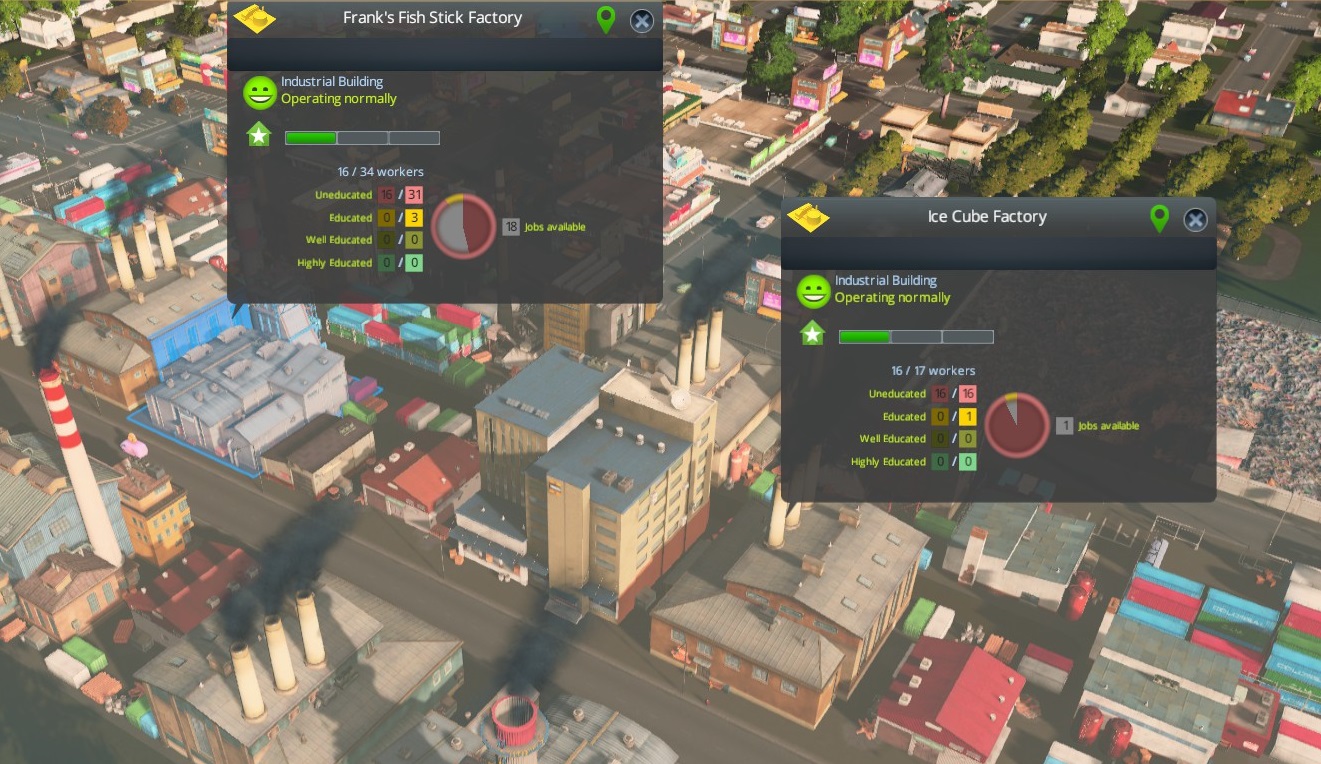 Frank's Fish Stick Factory
Industrial Building
Operating normally
16 / 34 workers
Uneducated 16 / 31
Educated 0 / 3
Well Educated 0 / 0
Highly Educated 0 / 0
18 Jobs available
Ice Cube Factory
Industrial Building
Operating normally
16 / 17 workers
Uneducated 16 / 16
Educated 0 / 1
Well Educated 0 / 0
Highly Educated 0 / 0
1 Jobs available